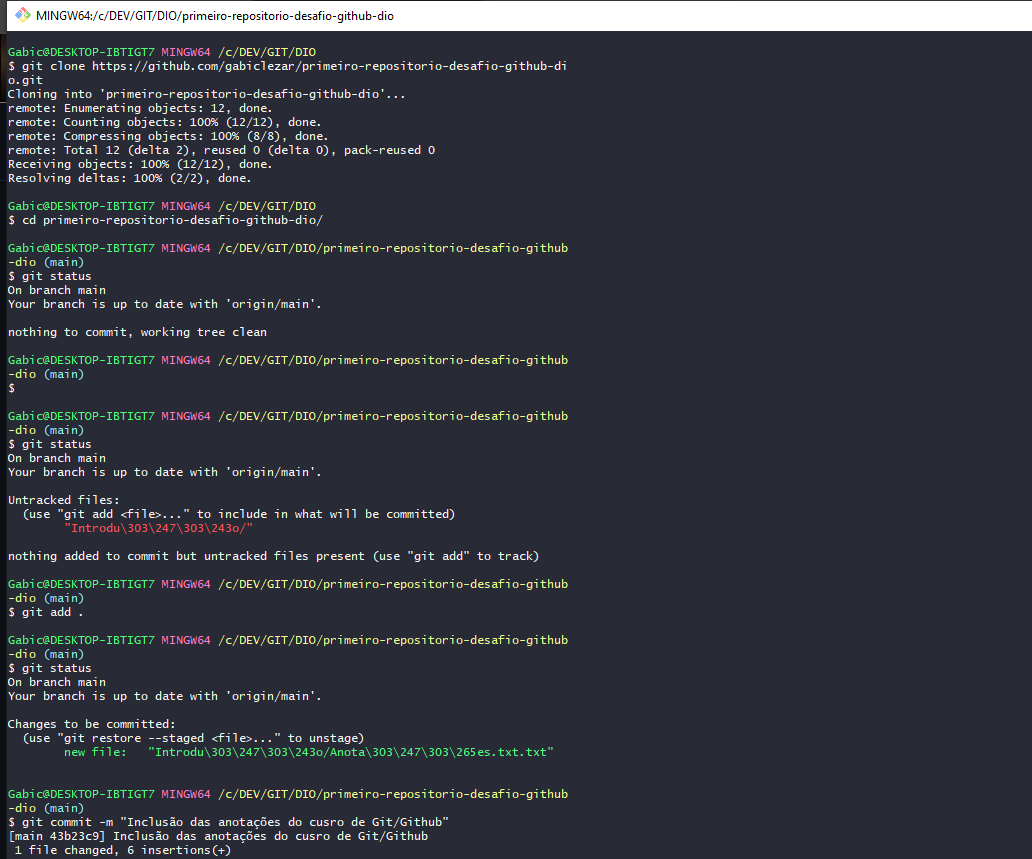 MINGW64:/c/DEV/GIT/DIO/primeiro-repositorio-desafio-github-dio
Gabic@DESKTOP-IBTIGT7 MINGW64 /c/DEV/GIT/DIO
$ git clone https://github.com/gabiclezar/primeiro-repositorio-desafio-github-di
o.git
Cloning into 'primeiro-repositorio-desafio-github-dio'...
remote: Enumerating objects: 12, done.
remote: Counting objects: 100% (12/12), done.
remote: Compressing objects: 100% (8/8), done.
remote: Total 12 (delta 2), reused 0 (delta 0), pack-reused 0
Receiving objects: 100% (12/12), done.
Resolving deltas: 100% (2/2), done.
Gabic@DESKTOP-IBTIGT7 MINGW64 /c/DEV/GIT/DIO
$ cd primeiro-repositorio-desafio-github-dio/
Gabic@DESKTOP-IBTIGT7 MINGW64 /c/DEV/GIT/DIO/primeiro-repositorio-desafio-github
-dio (main)
$ git status
On branch main
Your branch is up to date with 'origin/main'.
nothing to commit, working tree clean
Gabic@DESKTOP-IBTIGT7 MINGW64 /c/DEV/GIT/DIO/primeiro-repositorio-desafio-github
-dio (main)
$
Gabic@DESKTOP-IBTIGT7 MINGW64 /c/DEV/GIT/DIO/primeiro-repositorio-desafio-github
-dio (main)
$ git status
On branch main
Your branch is up to date with 'origin/main'.
Untracked files:
(use "git add <file>..." to include in what will be committed)
"Introdu\303\247\303\243o/"
nothing added to commit but untracked files present (use "git add" to track)
Gabic@DESKTOP-IBTIGT7 MINGW64 /c/DEV/GIT/DIO/primeiro-repositorio-desafio-github
-dio (main)
$ git add .
Gabic@DESKTOP-IBTIGT7 MINGW64 /c/DEV/GIT/DIO/primeiro-repositorio-desafio-github
-dio (main)
$ git status
On branch main
Your branch is up to date with 'origin/main'.
Changes to be committed:
(use "git restore --staged <file>..." to unstage)
new file:   "Introdu\303\247\303\243o/Anota\303\247\303\265es.txt.txt"
Gabic@DESKTOP-IBTIGT7 MINGW64 /c/DEV/GIT/DIO/primeiro-repositorio-desafio-github
-dio (main)
$ git commit -m "Inclusão das anotações do cusro de Git/Github"
[main 43b23c9] Inclusão das anotações do cusro de Git/Github
1 file changed, 6 insertions(+)